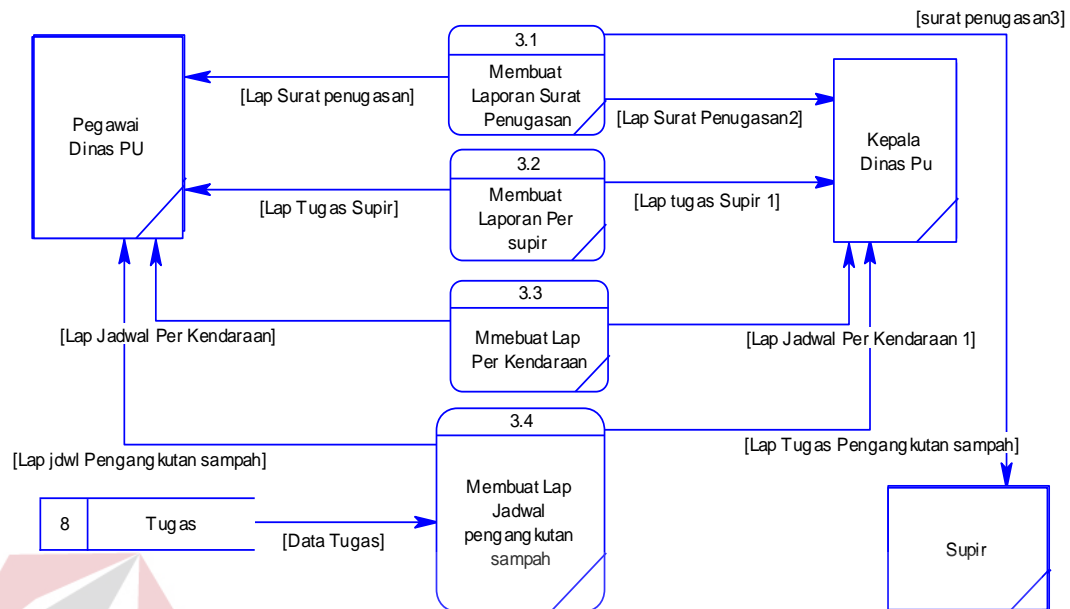 [surat penugasan3]
3.1
Membuat
Laporan Surat
Penugasan
[Lap Surat penugasan]
[Lap Surat Penugasan2]
Pegawai
Dinas PU
Kepala
Dinas Pu
3.2
Membuat
Laporan Per
supir
[Lap Tugas Supir]
[Lap tugas Supir 1]
3.3
Mmebuat Lap
Per Kendaraan
[Lap Jadwal Per Kendaraan]
[Lap Jadwal Per Kendaraan 1]
3.4
Membuat Lap
Jadwal
pengangkutan
sampah
[Lap jdwl Pengangkutan sampah]
[Lap Tugas Pengangkutan sampah]
8
Tugas
[Data Tugas]
Supir